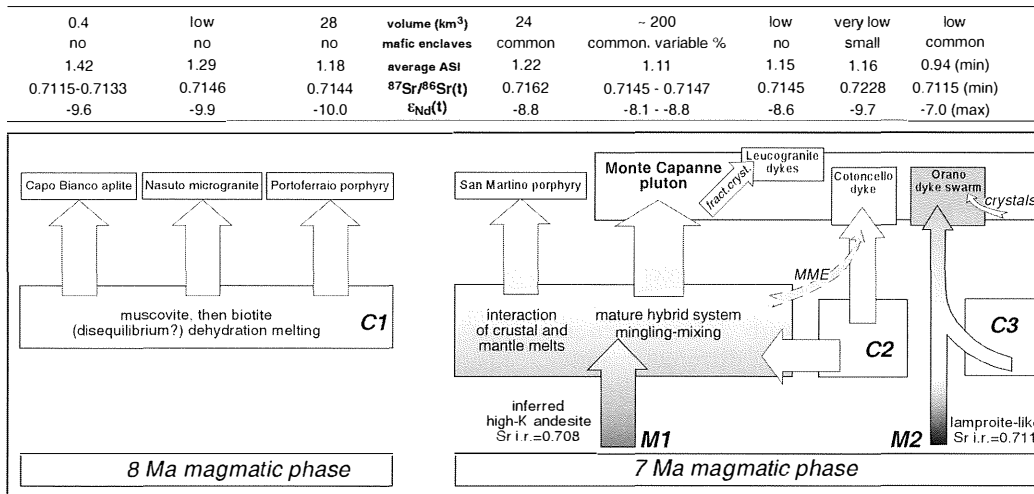 0.4 low 28 volume (km³) 24 ~ 200 low very low low
no no no mafic enclaves common common. variable % no small common
1.42 1.29 1.18 average ASI 1.22 1.11 1.15 1.16 0.94 (min)
0.7115-0.7133 0.7146 0.7144 ⁸⁷Sr/⁸⁶Sr(t) 0.7162 0.7145 - 0.7147 0.7145 0.7228 0.7115 (min)
-9.6 -9.9 -10.0 εNd(t) -8.8 -8.1 - -8.8 -8.6 -9.7 -7.0 (max)
Capo Bianco aplite
Nasuto microgranite
Portoferraio porphyry
muscovite, then biotite
(disequilibrium?) dehydration melting
C1
8 Ma magmatic phase
San Martino porphyry
Monte Capanne
pluton
fract.cryst.
Leucogranite
dykes
Cotoncello
dyke
Orano
dyke swarm
crystals
MME
interaction
of crustal and
mantle melts
mature hybrid system
mingling-mixing
C2
C3
inferred
high-K andesite
Sr i.r.=0.708
M1
M2
lamproite-like
Sr i.r.=0.711
7 Ma magmatic phase